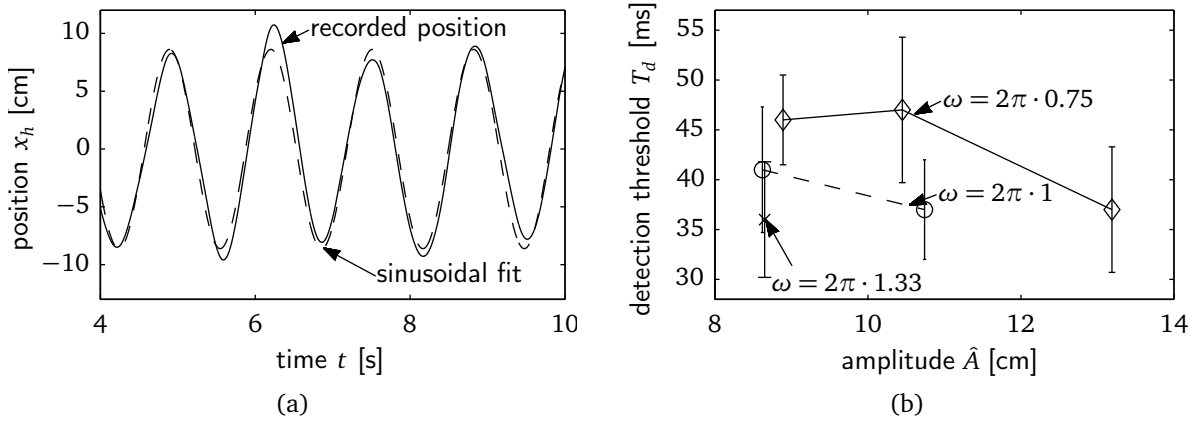 10
5
0
−5
−10
position x_h [cm]
recorded position
sinusoidal fit
4 6 8 10
time t [s]
(a)
55
50
45
40
35
30
detection threshold T_d [ms]
ω = 2π · 0.75
ω = 2π · 1
ω = 2π · 1.33
8 10 12 14
amplitude Â [cm]
(b)